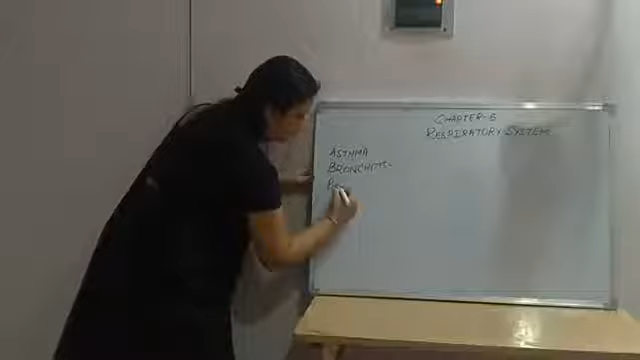 CHAPTER-6
RESPIRATORY SYSTEM
ASTHMA
BRONCHITIS-